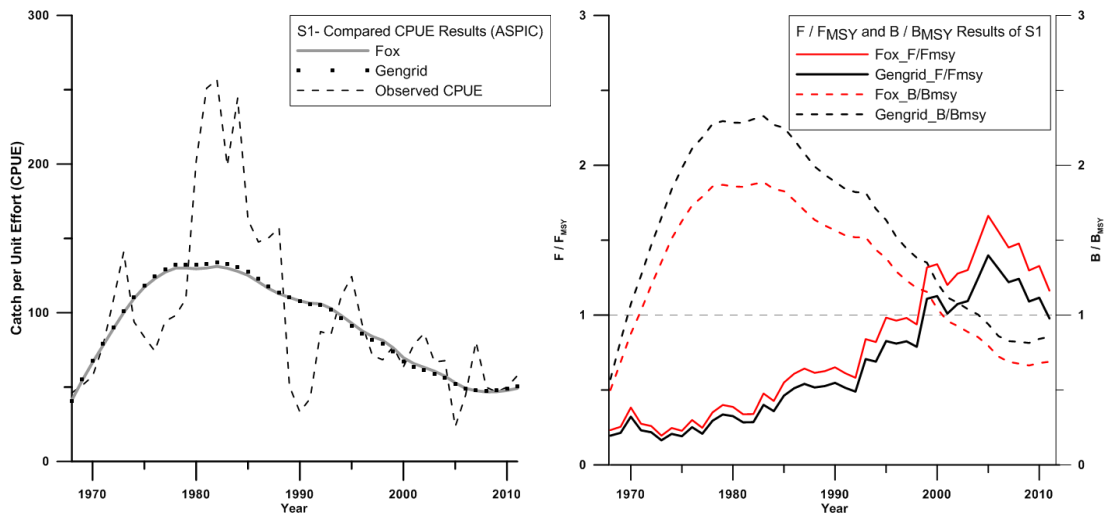 300
200
100
0
Catch per Unit Effort (CPUE)
S1- Compared CPUE Results (ASPIC)
Fox
Gengrid
Observed CPUE
1970
1980
1990
2000
2010
Year
3
2
1
0
F / FMSY
F / FMSY and B / BMSY Results of S1
Fox_F/Fmsy
Gengrid_F/Fmsy
Fox_B/Bmsy
Gengrid_B/Bmsy
3
2
1
0
B / BMSY
1970
1980
1990
2000
2010
Year